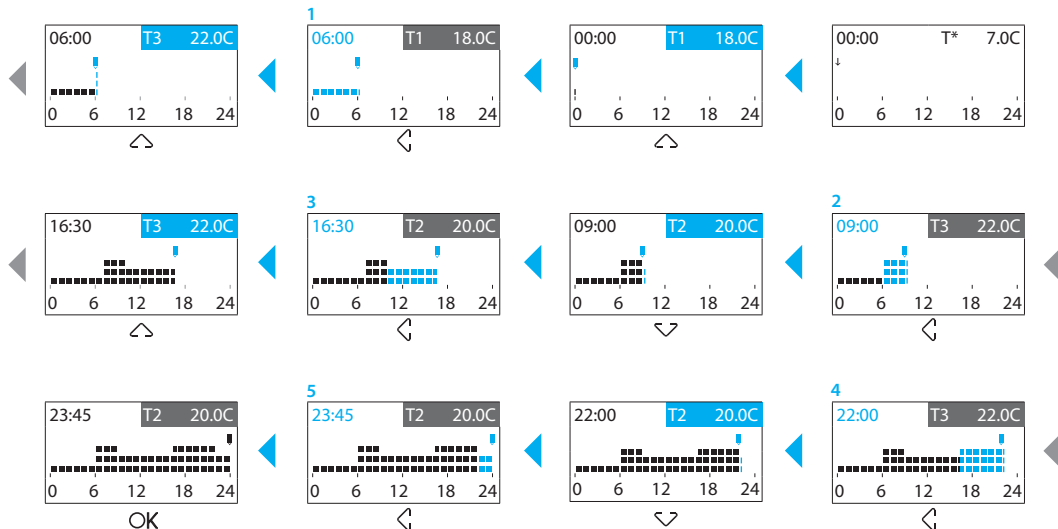 1
06:00 T3 22.0C
0 6 12 18 24
06:00 T1 18.0C
0 6 12 18 24
00:00 T1 18.0C
0 6 12 18 24
00:00 T* 7.0C
0 6 12 18 24
3
2
16:30 T3 22.0C
0 6 12 18 24
16:30 T2 20.0C
0 6 12 18 24
09:00 T2 20.0C
0 6 12 18 24
09:00 T3 22.0C
0 6 12 18 24
5
4
23:45 T2 20.0C
0 6 12 18 24
23:45 T2 20.0C
0 6 12 18 24
22:00 T2 20.0C
0 6 12 18 24
22:00 T3 22.0C
0 6 12 18 24
OK